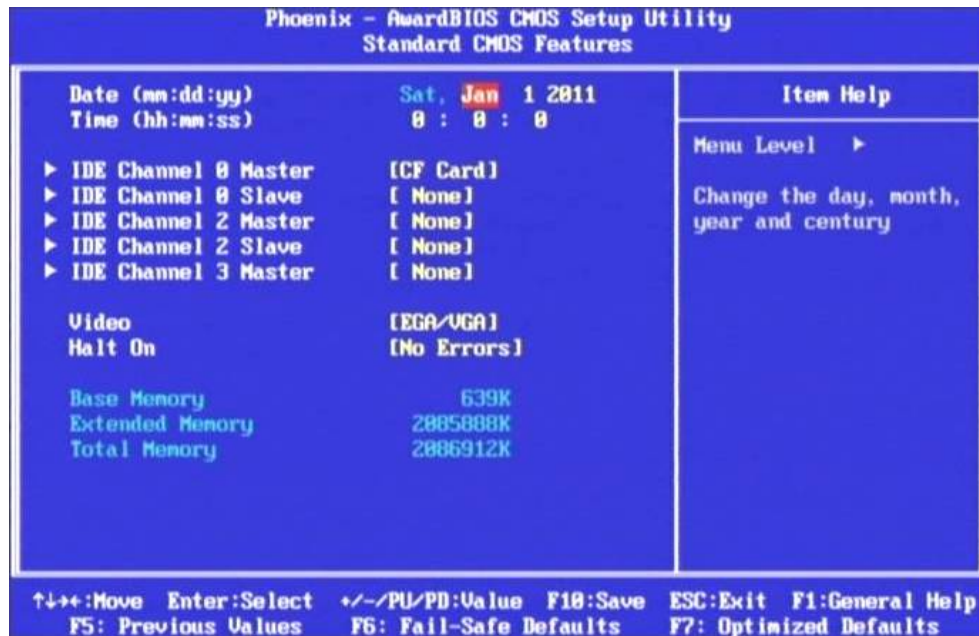 Phoenix - AwardBIOS CMOS Setup Utility
Standard CMOS Features
Date (mm:dd:yy) Sat, Jan 1 2011
Time (hh:mm:ss) 0 : 0 : 0
► IDE Channel 0 Master [CF Card]
► IDE Channel 0 Slave [ None]
► IDE Channel 2 Master [ None]
► IDE Channel 2 Slave [ None]
► IDE Channel 3 Master [ None]
Video [EGA/VGA]
Halt On [No Errors]
Base Memory 639K
Extended Memory 2085888K
Total Memory 2086912K
Item Help
Menu Level ►
Change the day, month,
year and century
↑↓→←:Move Enter:Select +/-/PU/PD:Value F10:Save ESC:Exit F1:General Help
F5: Previous Values F6: Fail-Safe Defaults F7: Optimized Defaults